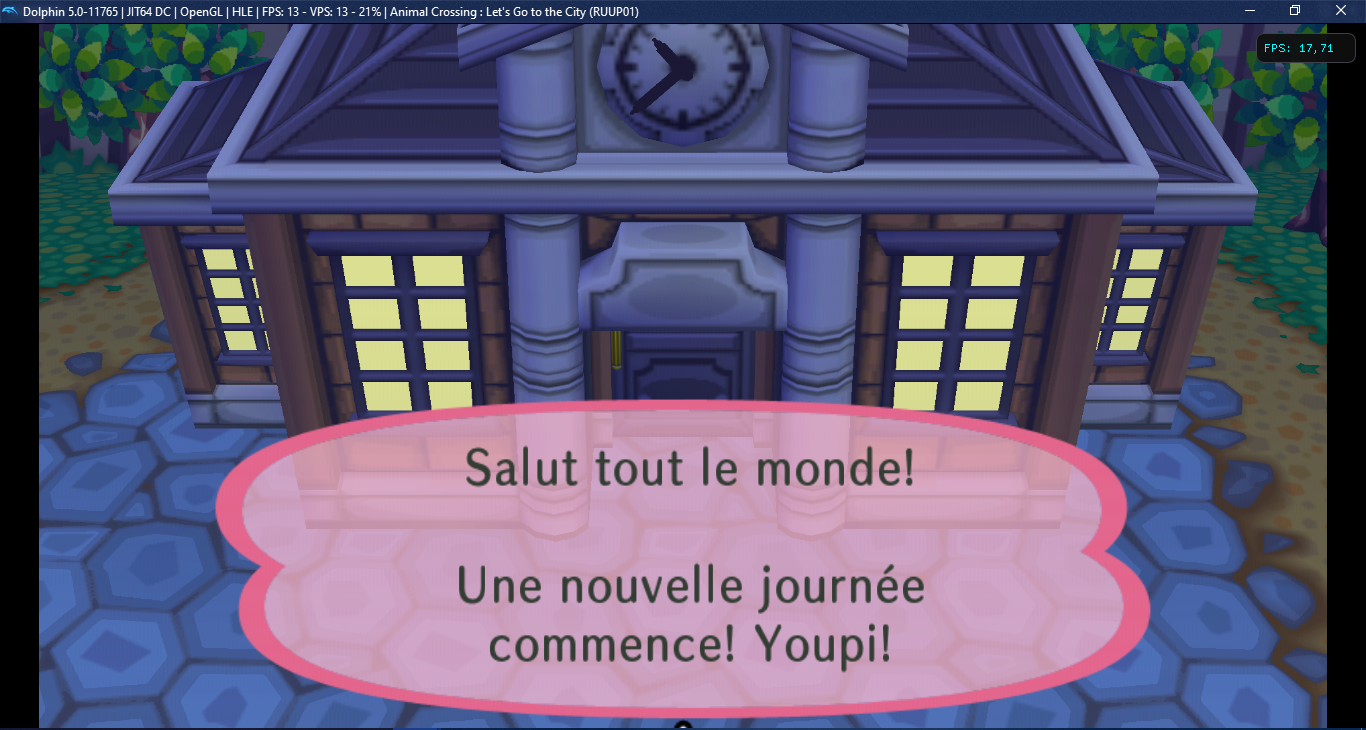 Dolphin 5.0-11765 | JIT64 DC | OpenGL | HLE | FPS: 13 - VPS: 13 - 21% | Animal Crossing : Let's Go to the City (RUUP01)
FPS: 17,71
Salut tout le monde!
Une nouvelle journée
commence! Youpi!